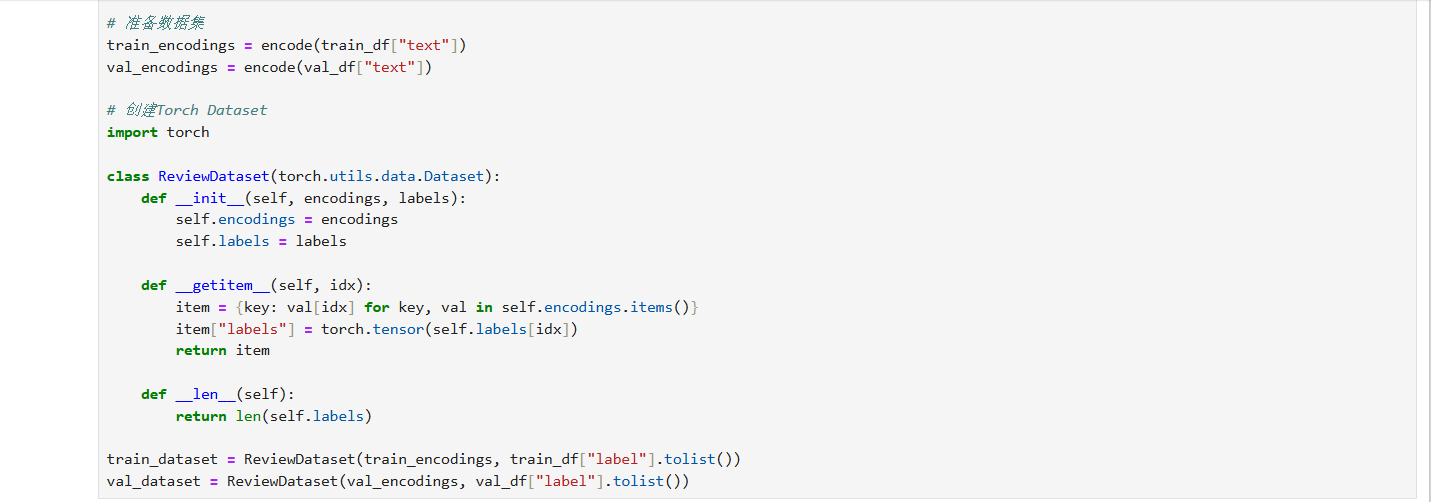 # 准备数据集
train_encodings = encode(train_df["text"])
val_encodings = encode(val_df["text"])
# 创建Torch Dataset
import torch
class ReviewDataset(torch.utils.data.Dataset):
    def __init__(self, encodings, labels):
        self.encodings = encodings
        self.labels = labels
    def __getitem__(self, idx):
        item = {key: val[idx] for key, val in self.encodings.items()}
        item["labels"] = torch.tensor(self.labels[idx])
        return item
    def __len__(self):
        return len(self.labels)
train_dataset = ReviewDataset(train_encodings, train_df["label"].tolist())
val_dataset = ReviewDataset(val_encodings, val_df["label"].tolist())